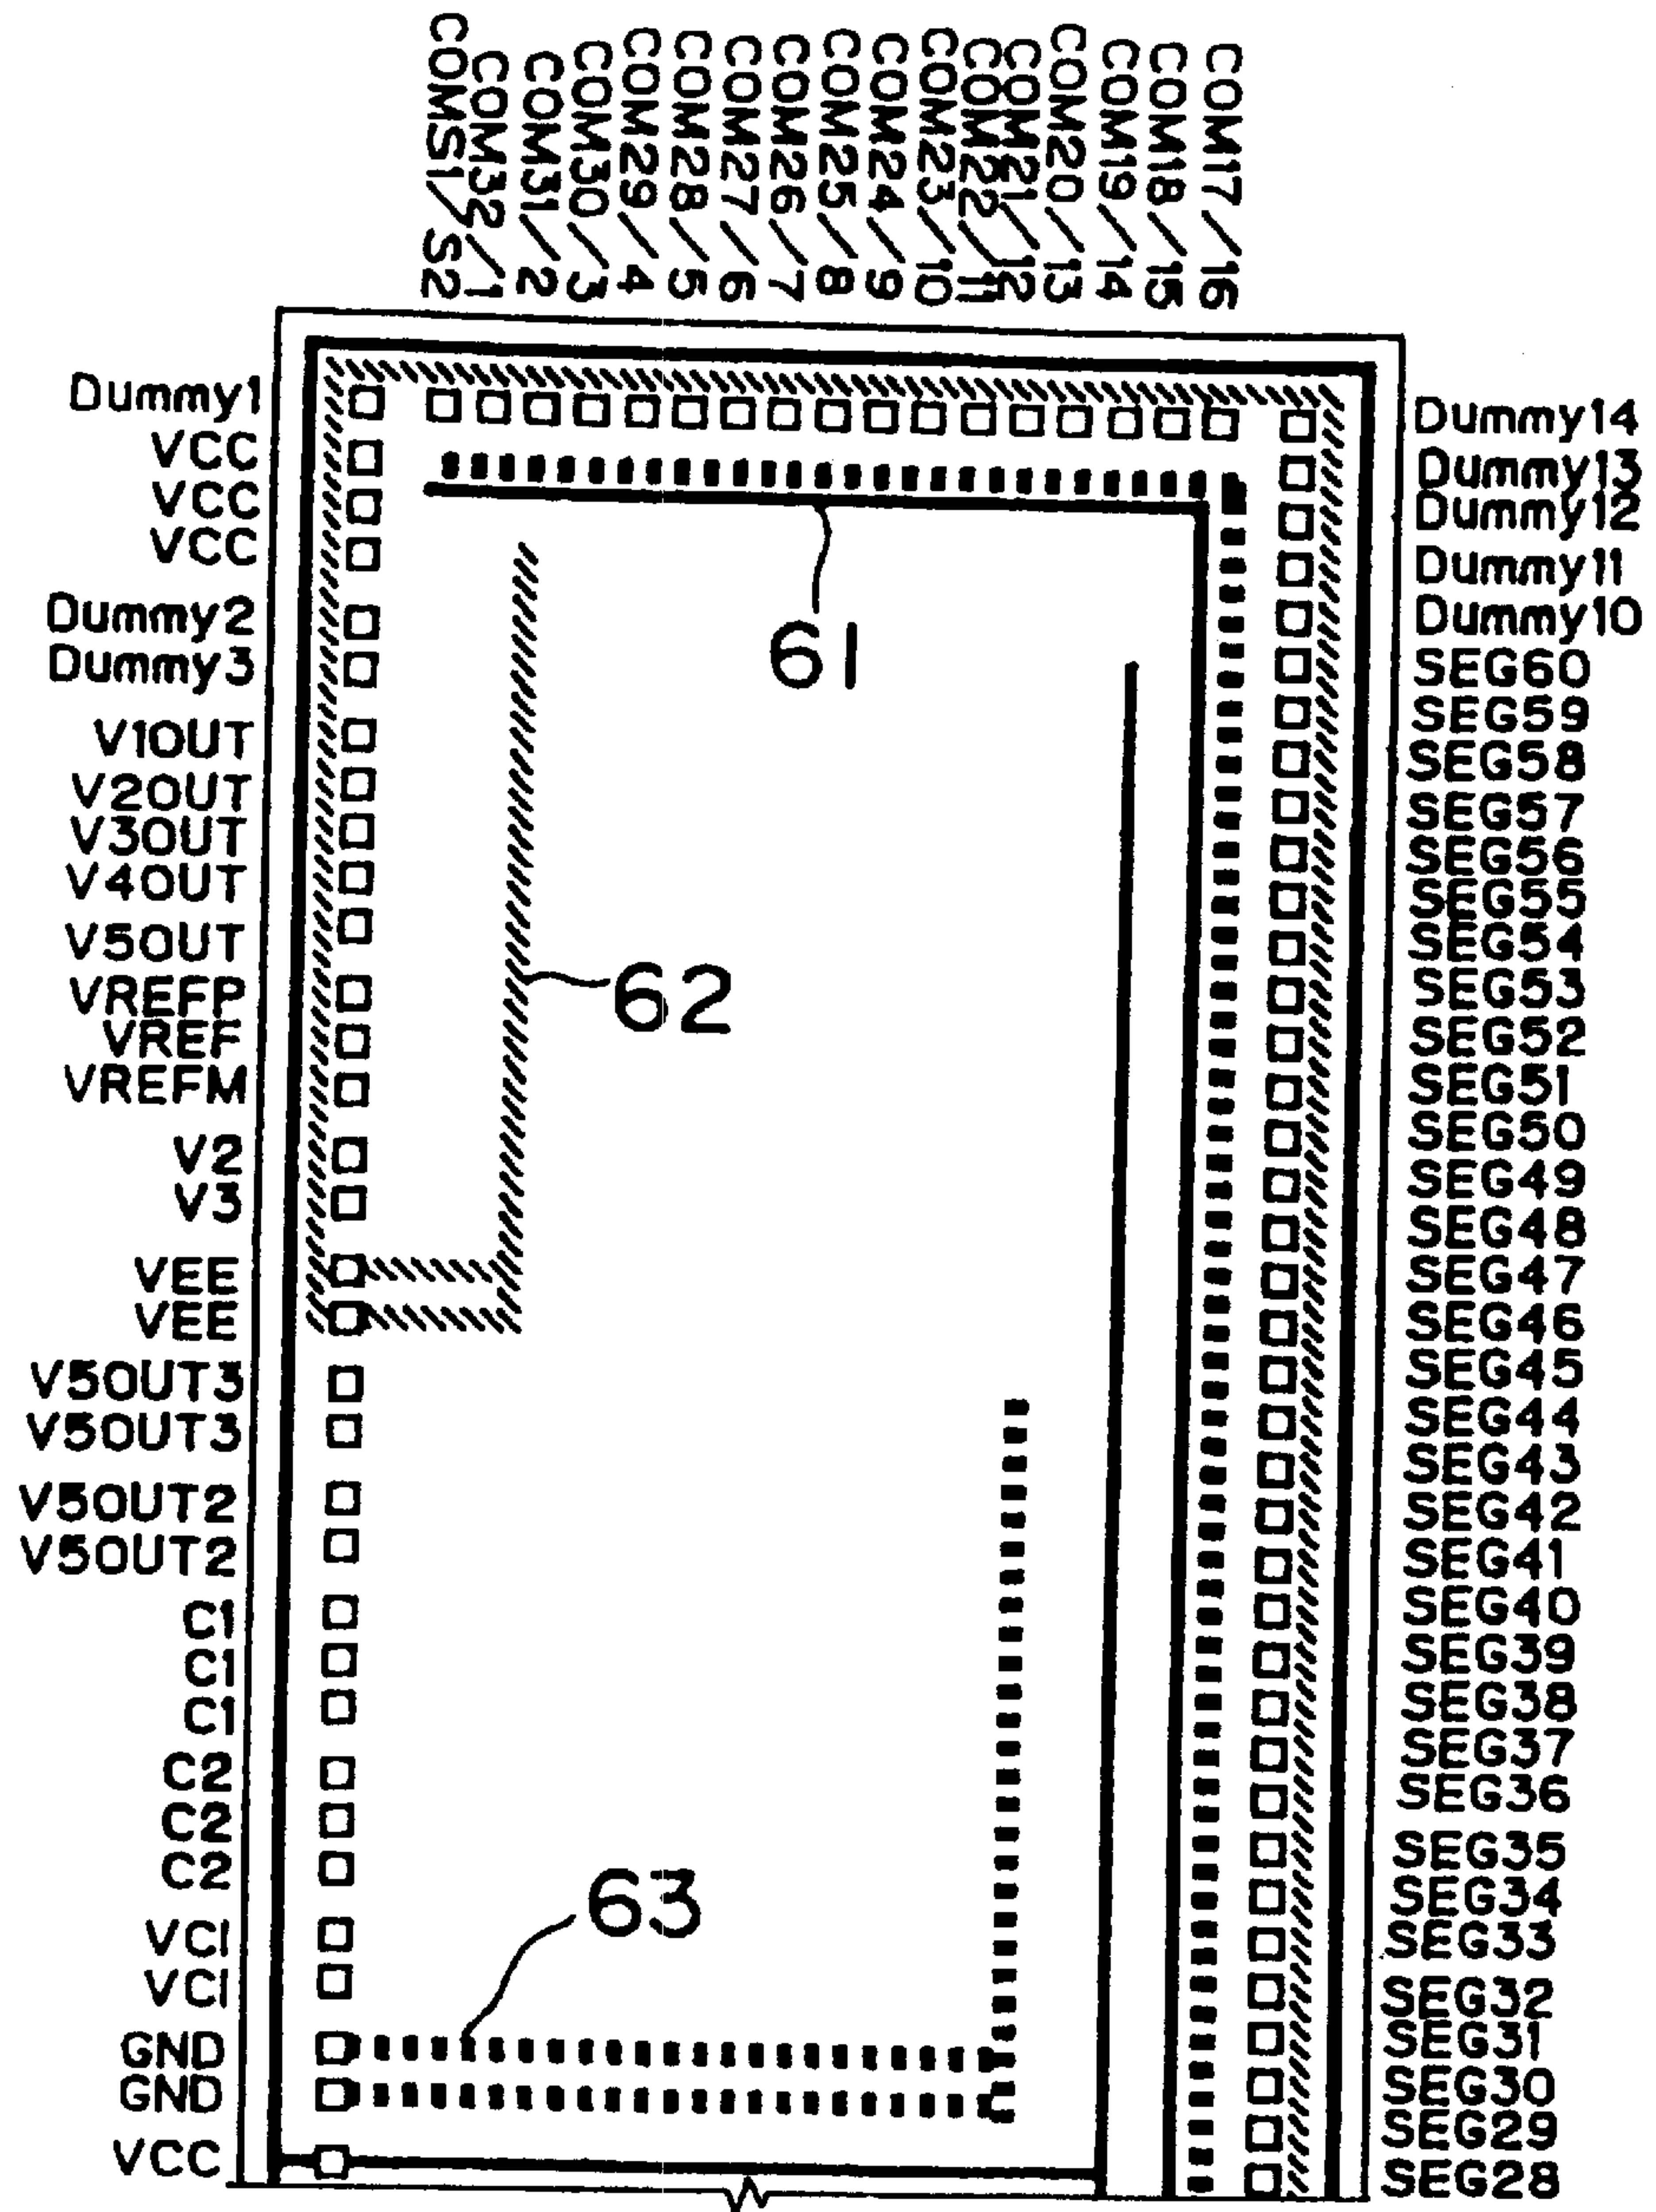 COMS1/S2
COM32/1
COM31/2
COM30/3
COM29/4
COM28/5
COM27/6
COM26/7
COM25/8
COM24/9
COM23/10
COM22/11
COM21/12
COM20/13
COM19/14
COM18/15
COM17/16
Dummy1
VCC
VCC
VCC
Dummy2
Dummy3
V1OUT
V2OUT
V3OUT
V4OUT
V5OUT
VREFP
VREF
VREFM
V2
V3
VEE
VEE
V5OUT3
V5OUT3
V5OUT2
V5OUT2
C1
C1
C1
C2
C2
C2
VCI
VCI
GND
GND
VCC
61
62
63
Dummy14
Dummy13
Dummy12
Dummy11
Dummy10
SEG60
SEG59
SEG58
SEG57
SEG56
SEG55
SEG54
SEG53
SEG52
SEG51
SEG50
SEG49
SEG48
SEG47
SEG46
SEG45
SEG44
SEG43
SEG42
SEG41
SEG40
SEG39
SEG38
SEG37
SEG36
SEG35
SEG34
SEG33
SEG32
SEG31
SEG30
SEG29
SEG28